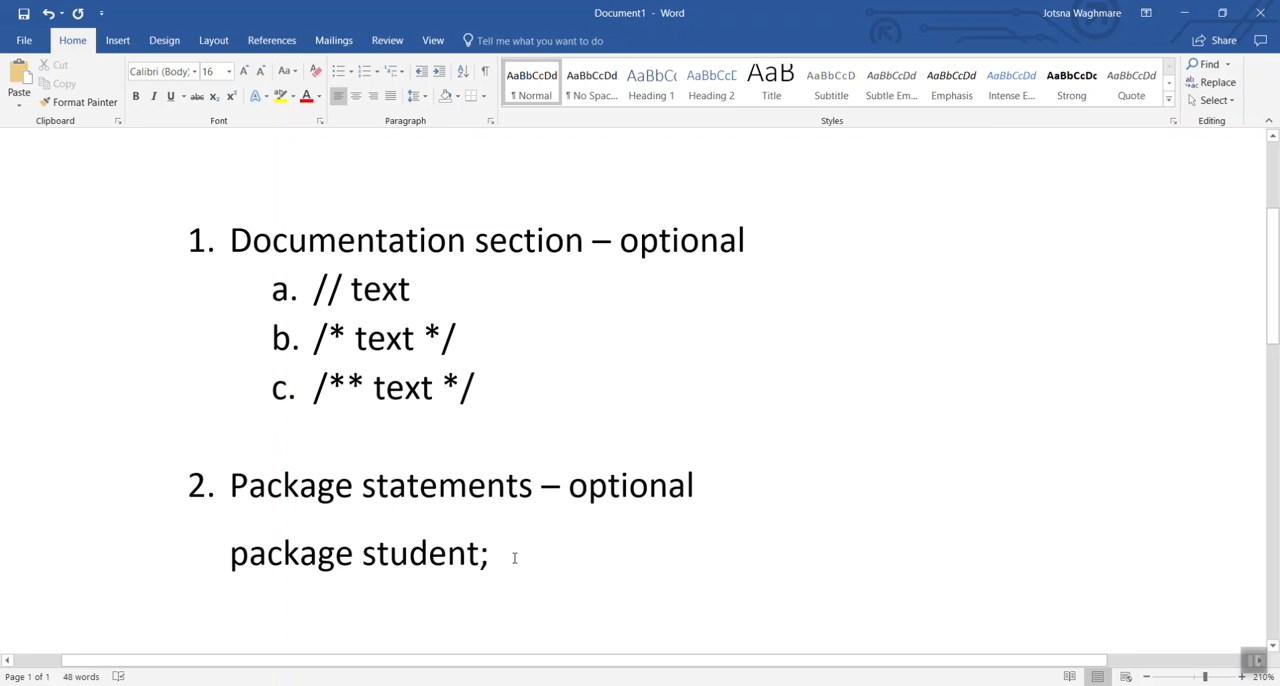 Document1 - Word
Jotsna Waghmare
File Home Insert Design Layout References Mailings Review View Tell me what you want to do Share
Paste Cut Copy Format Painter
Calibri (Body) 16
AaBbCcDd AaBbCcDd AaBbCc AaBbCcE AaB AaBbCcD AaBbCcDd AaBbCcDd AaBbCcDd AaBbCcDc AaBbCcDd
¶ Normal ¶ No Spac... Heading 1 Heading 2 Title Subtitle Subtle Em... Emphasis Intense E... Strong Quote
Find Replace Select
Clipboard Font Paragraph Styles Editing
1. Documentation section – optional
a. // text
b. /* text */
c. /** text */
2. Package statements – optional
package student;
Page 1 of 1 48 words 210%